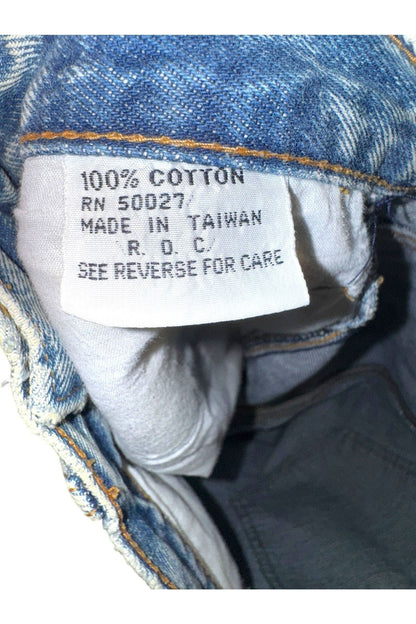 100% COTTON
RN 50027
MADE IN TAIWAN
R. O. C.
SEE REVERSE FOR CARE